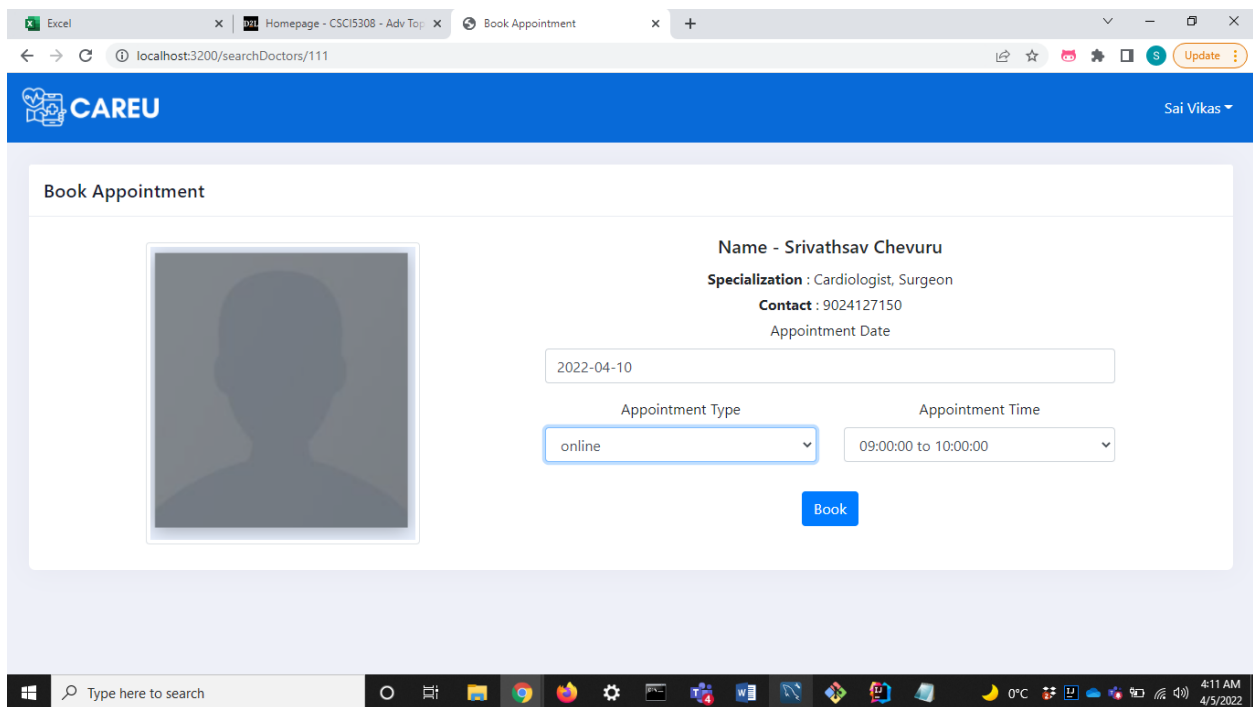 Excel
Homepage - CSCI5308 - Adv Top
Book Appointment
localhost:3200/searchDoctors/111
S
Update
CAREU
Sai Vikas
Book Appointment
Name - Srivathsav Chevuru
Specialization : Cardiologist, Surgeon
Contact : 9024127150
Appointment Date
2022-04-10
Appointment Type
Appointment Time
online
09:00:00 to 10:00:00
Book
Type here to search
4
0°C
4:11 AM
4/5/2022